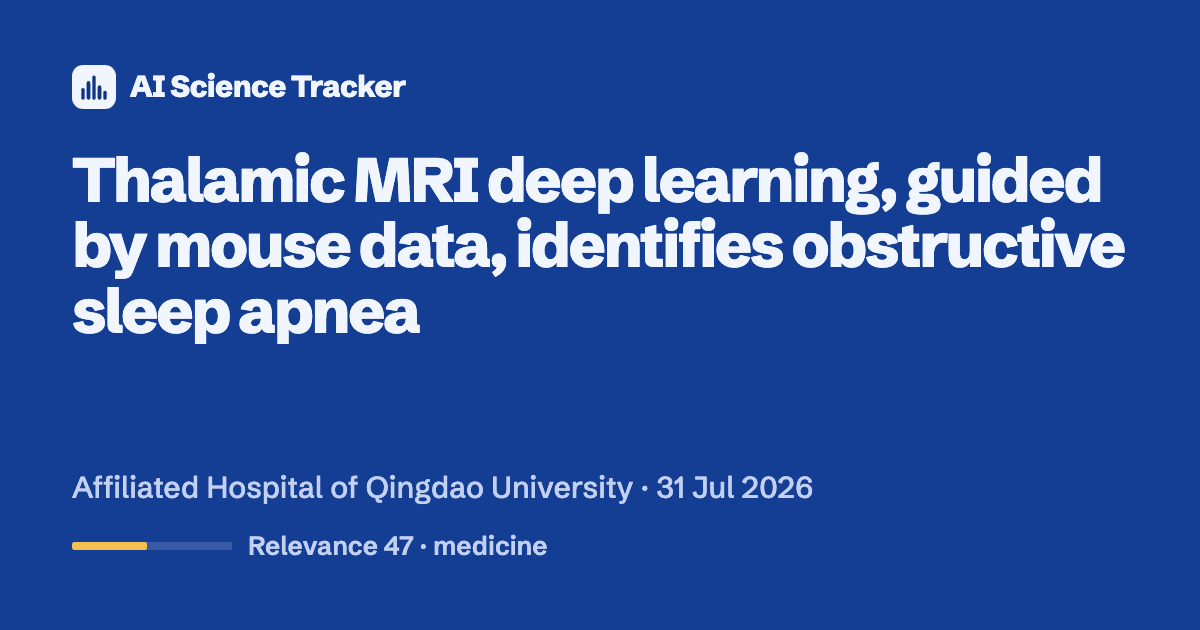 AI Science Tracker
Thalamic MRI deep learning, guided
by mouse data, identifies obstructive
sleep apnea
Affiliated Hospital of Qingdao University · 31 Jul 2026
Relevance 47 · medicine